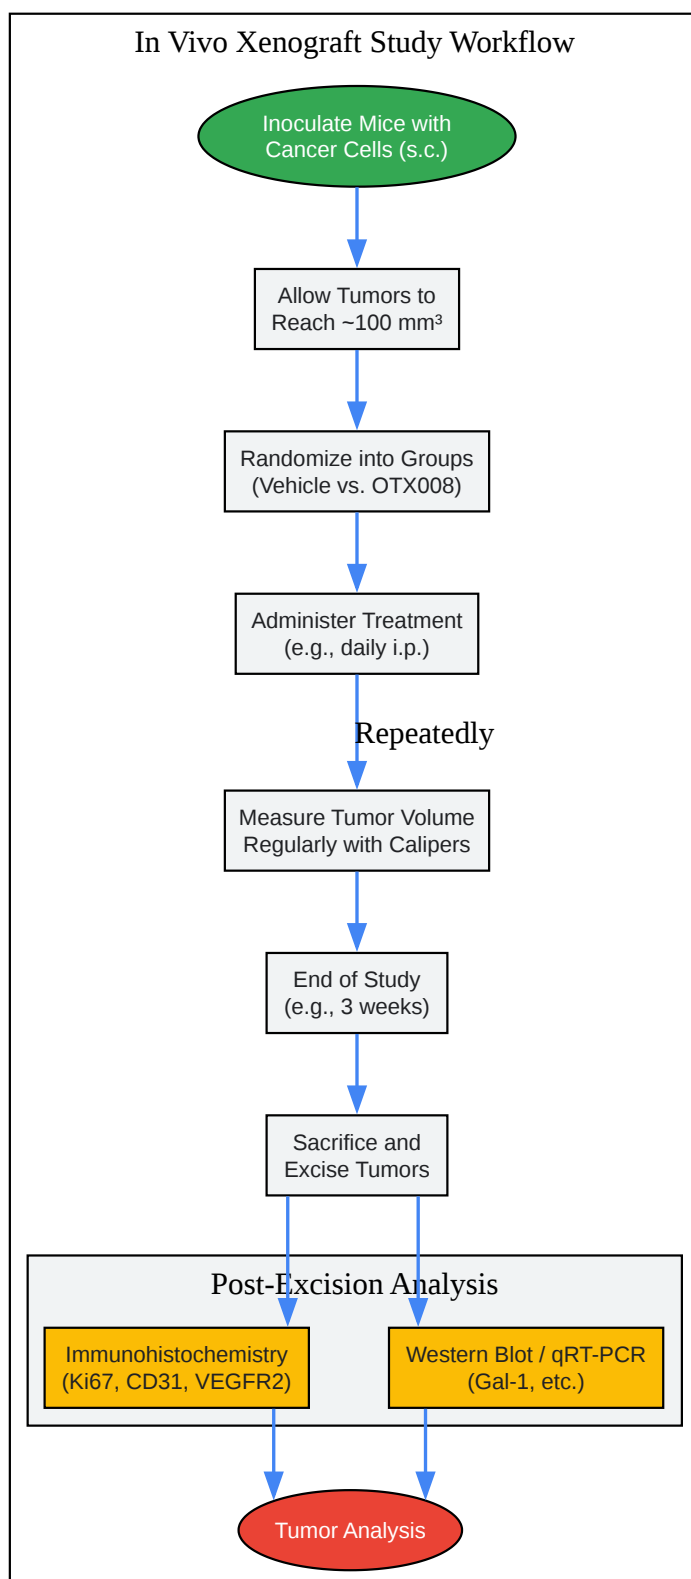 In Vivo Xenograft Study Workflow
Inoculate Mice with
Cancer Cells (s.c.)
Allow Tumors to
Reach ~100 mm³
Randomize into Groups
(Vehicle vs. OTX008)
Administer Treatment
(e.g., daily i.p.)
Repeatedly
Measure Tumor Volume
Regularly with Calipers
End of Study
(e.g., 3 weeks)
Sacrifice and
Excise Tumors
Post-Excision Analysis
Immunohistochemistry
(Ki67, CD31, VEGFR2)
Western Blot / qRT-PCR
(Gal-1, etc.)
Tumor Analysis